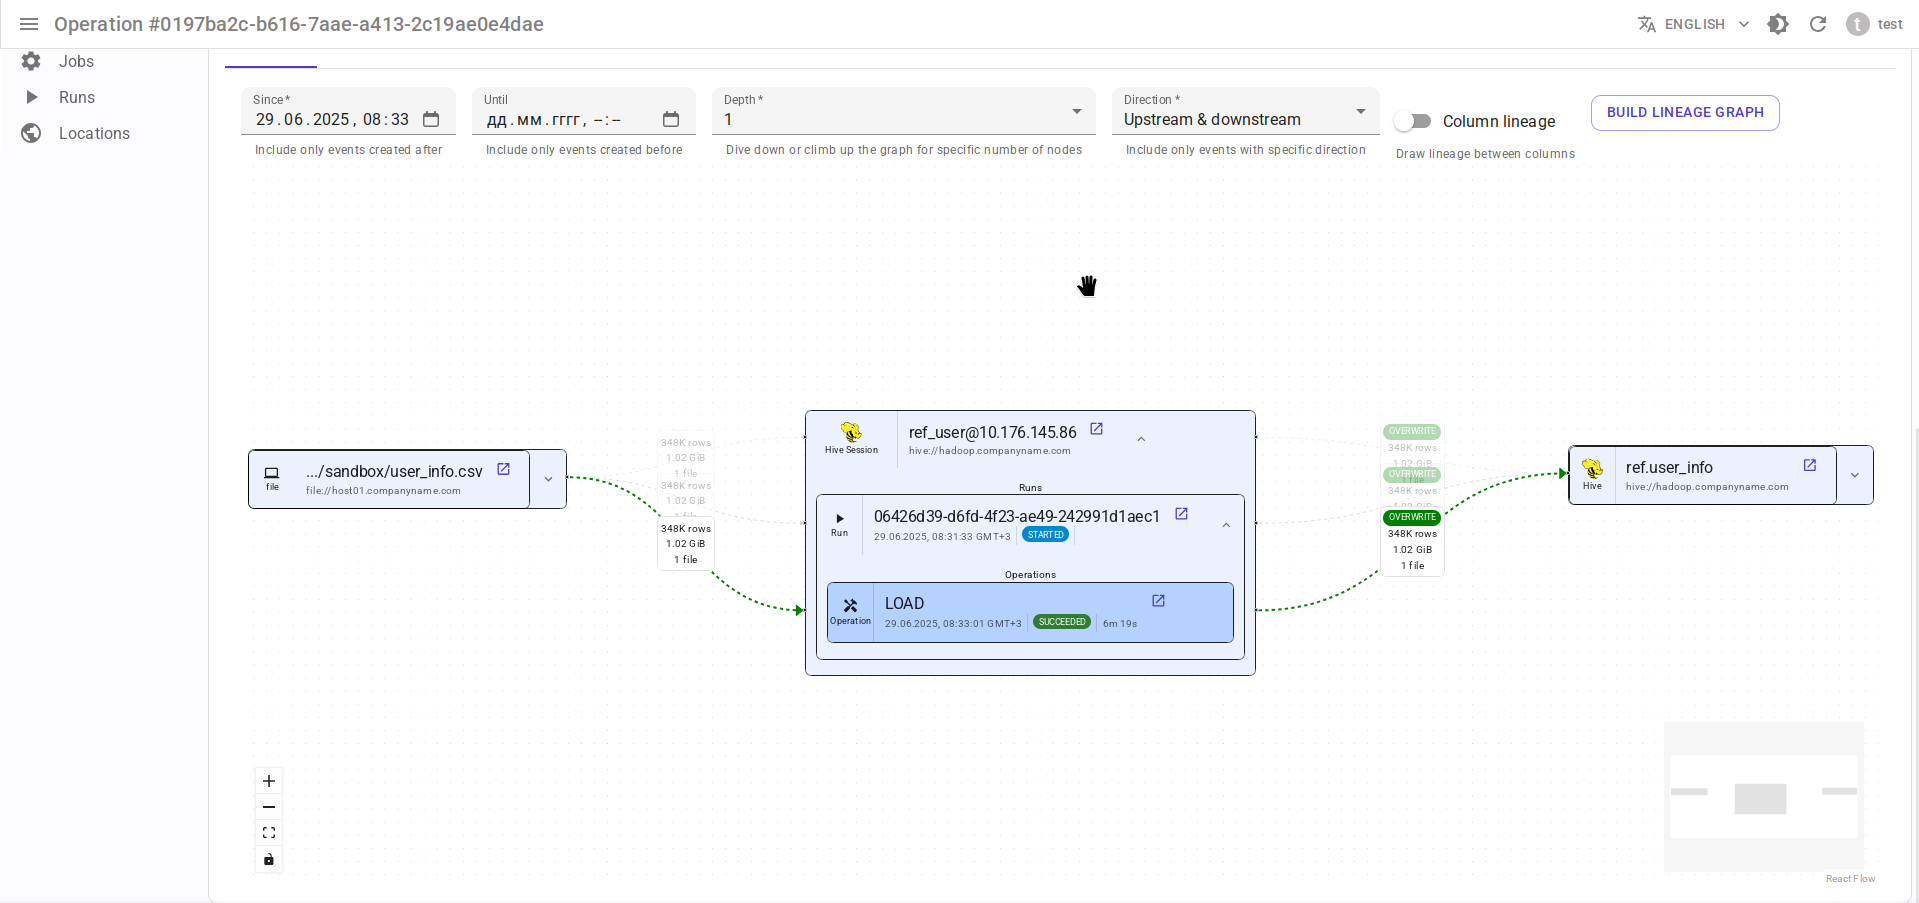 Operation #0197ba2c-b616-7aae-a413-2c19ae0e4dae
ENGLISH
t
test
Jobs
Runs
Locations
Since *
29.06.2025, 08:33
Include only events created after
Until
дд.мм.гггг, --:--
Include only events created before
Depth *
1
Dive down or climb up the graph for specific number of nodes
Direction *
Upstream & downstream
Include only events with specific direction
Column lineage
Draw lineage between columns
BUILD LINEAGE GRAPH
file
.../sandbox/user_info.csv
file://host01.companyname.com
348K rows
1.02 GiB
1 file
348K rows
1.02 GiB
1 file
348K rows
1.02 GiB
1 file
Hive Session
ref_user@10.176.145.86
hive://hadoop.companyname.com
Runs
Run
06426d39-d6fd-4f23-ae49-242991d1aec1
29.06.2025, 08:31:33 GMT+3
STARTED
Operations
Operation
LOAD
29.06.2025, 08:33:01 GMT+3
SUCCEEDED
6m 19s
OVERWRITE
348K rows
1.02 GiB
OVERWRITE
1 file
348K rows
1.02 GiB
OVERWRITE
348K rows
1.02 GiB
1 file
Hive
ref.user_info
hive://hadoop.companyname.com
React Flow